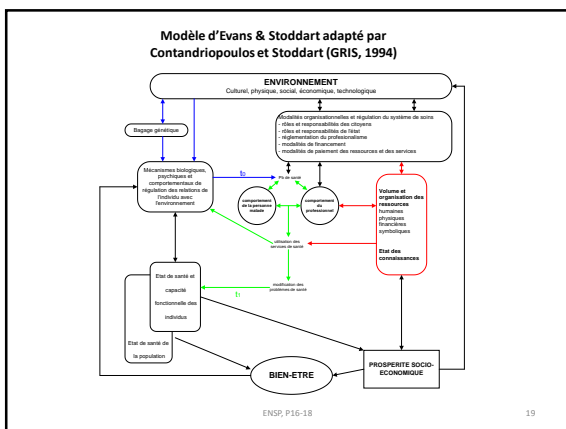 Modèle d'Evans & Stoddart adapté par
Contandriopoulos et Stoddart (GRIS, 1994)
ENVIRONNEMENT
Culturel, physique, social, économique, technologique
Bagage génétique
Modalités organisationnelles et régulation du système de soins
- rôles et responsabilités des citoyens
- rôles et responsabilités de l'état
- réglementation du professionalisme
- modalités de financement
- modalités de paiement des ressources et des services
Mécanismes biologiques,
psychiques et
comportementaux de
régulation des relations de
l'individu avec
l'environnement
to
Pb de santé
comportement
de la personne
malade
comportement
du
professionnel
Volume et
organisation des
ressources
humaines
physiques
financières
symboliques
Etat des
connaissances
utilisation des
services de santé
Etat de santé et
capacité
fonctionnelle des
individus
t1
modification des
problèmes de santé
Etat de santé de
la population
BIEN-ETRE
PROSPERITE SOCIO-
ECONOMIQUE
ENSP, P16-18
19